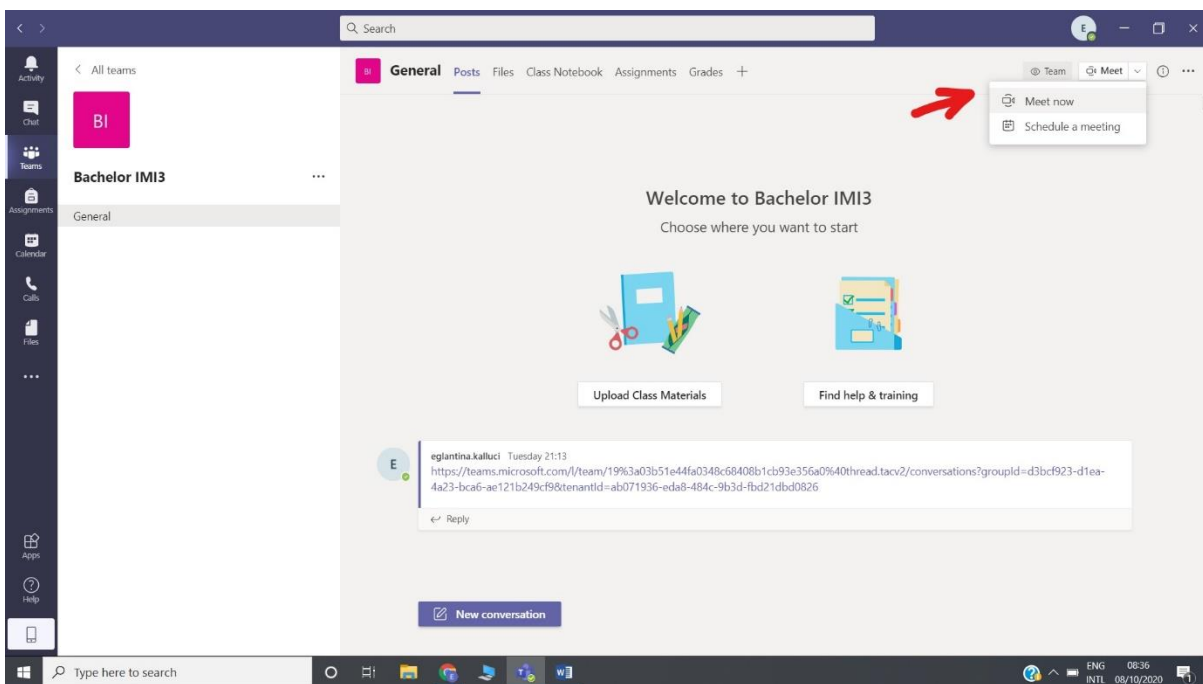 Search
E
Activity
Chat
Teams
Assignments
Calendar
Calls
Files
Apps
Help
All teams
BI
Bachelor IMI3
General
BI General Posts Files Class Notebook Assignments Grades
Team Meet
Meet now
Schedule a meeting
Welcome to Bachelor IMI3
Choose where you want to start
Upload Class Materials Find help & training
E
eglantina.kalluci Tuesday 21:13
https://teams.microsoft.com/l/team/19%3a03b51e44fa0348c68408b1cb93e356a0%40thread.tacv2/conversations?groupId=d3bcf923-d1ea-
4a23-bca6-ae121b249cf9&tenantId=ab071936-eda8-484c-9b3d-fbd21dbd0826
Reply
New conversation
Type here to search
ENG 08:36
INTL 08/10/2020